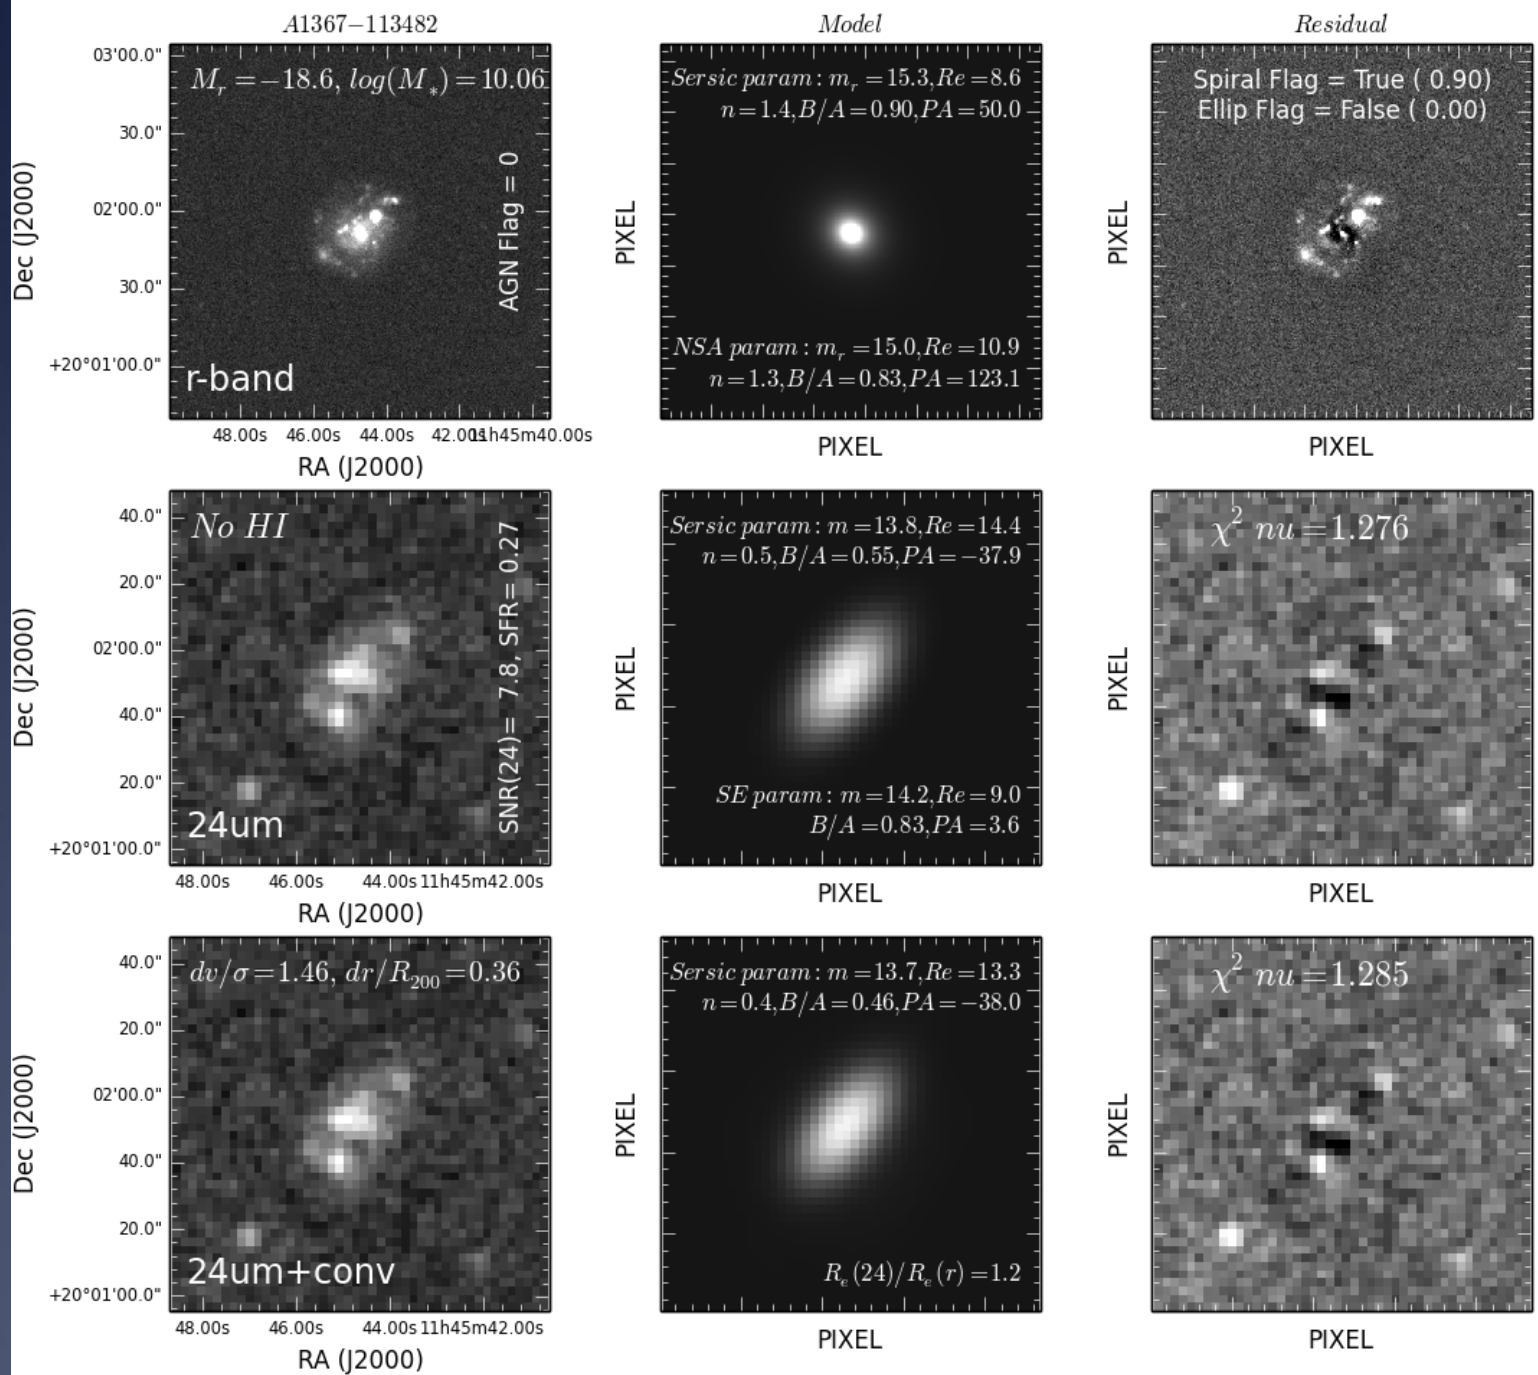 A1367−113482
Model
Residual
03'00.0"
30.0"
02'00.0"
30.0"
+20°01'00.0"
Dec (J2000)
M_r=−18.6, log(M_*)=10.06
AGN Flag = 0
r-band
48.00s 46.00s 44.00s 42.00s 11h45m40.00s
RA (J2000)
PIXEL
Sersic param: m_r=15.3,Re=8.6
n=1.4,B/A=0.90,PA=50.0
NSA param: m_r=15.0,Re=10.9
n=1.3,B/A=0.83,PA=123.1
PIXEL
PIXEL
Spiral Flag = True ( 0.90)
Ellip Flag = False ( 0.00)
PIXEL
40.0"
20.0"
02'00.0"
40.0"
20.0"
+20°01'00.0"
Dec (J2000)
No HI
SNR(24)= 7.8, SFR= 0.27
24um
48.00s 46.00s 44.00s 11h45m42.00s
RA (J2000)
PIXEL
Sersic param: m=13.8,Re=14.4
n=0.5,B/A=0.55,PA=−37.9
SE param: m=14.2,Re=9.0
B/A=0.83,PA=3.6
PIXEL
PIXEL
χ² nu=1.276
PIXEL
40.0"
20.0"
02'00.0"
40.0"
20.0"
+20°01'00.0"
Dec (J2000)
dv/σ=1.46, dr/R_200=0.36
24um+conv
48.00s 46.00s 44.00s 11h45m42.00s
RA (J2000)
PIXEL
Sersic param: m=13.7,Re=13.3
n=0.4,B/A=0.46,PA=−38.0
R_e(24)/R_e(r)=1.2
PIXEL
PIXEL
χ² nu=1.285
PIXEL